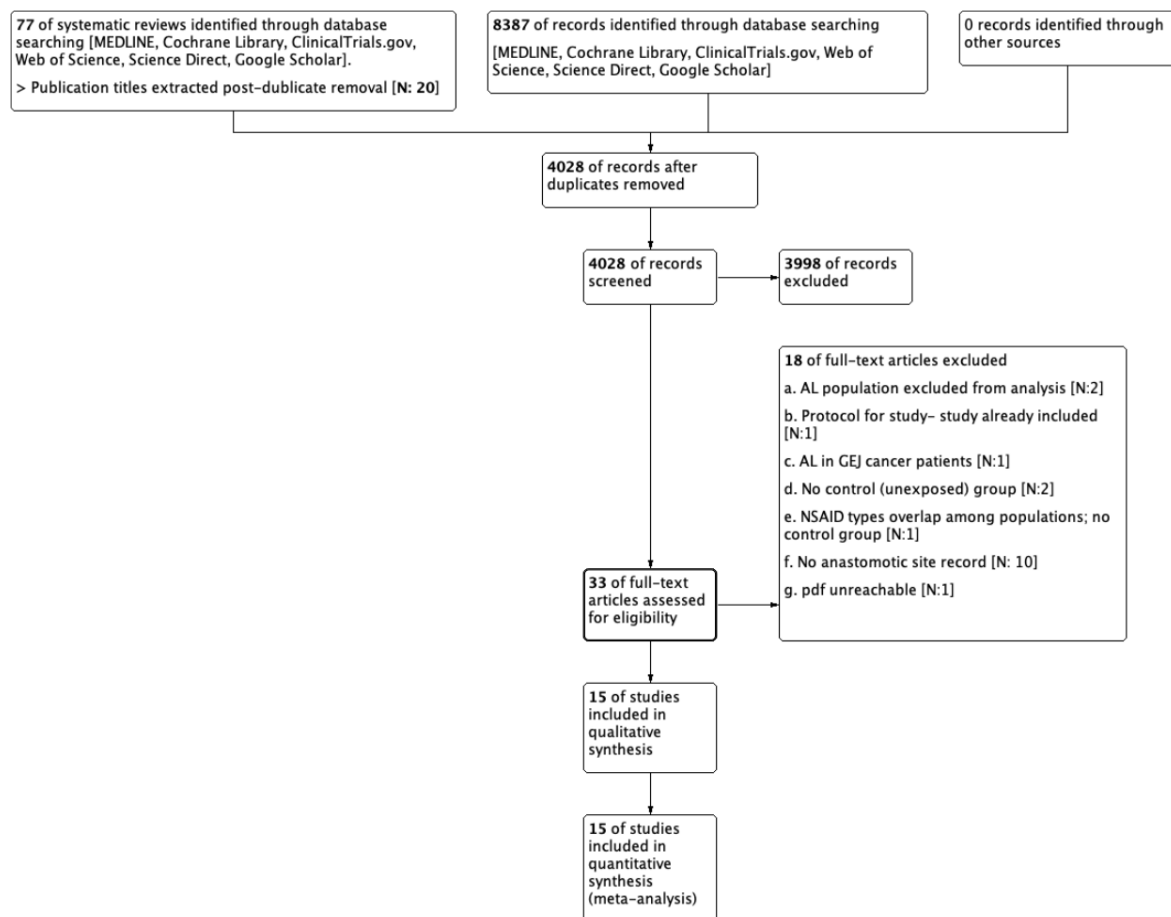 77 of systematic reviews identified through database
searching [MEDLINE, Cochrane Library, ClinicalTrials.gov,
Web of Science, Science Direct, Google Scholar].
> Publication titles extracted post-dublicate removal [N: 20]
8387 of records identified through database searching
[MEDLINE, Cochrane Library, ClinicalTrials.gov, Web of
Science, Science Direct, Google Scholar]
0 records identified through
other sources
4028 of records after
duplicates removed
4028 of records
screened
3998 of records
excluded
18 of full-text articles excluded
a. AL population excluded from analysis [N:2]
b. Protocol for study- study already included
[N:1]
c. AL in GEJ cancer patients [N:1]
d. No control (unexposed) group [N:2]
e. NSAID types overlap among populations; no
control group [N:1]
f. No anastomotic site record [N: 10]
g. pdf unreachable [N:1]
33 of full-text
articles assessed
for eligibility
15 of studies
included in
qualitative
synthesis
15 of studies
included in
quantitative
synthesis
(meta-analysis)